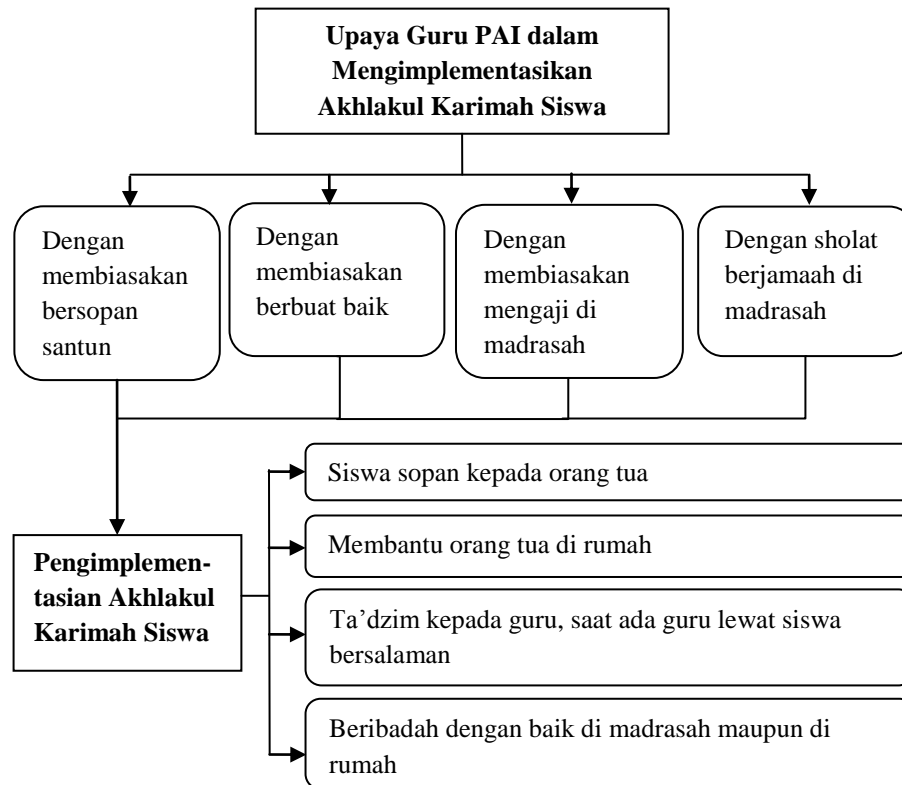 Upaya Guru PAI dalam
Mengimplementasikan
Akhlakul Karimah Siswa
Dengan
membiasakan
bersopan
santun
Dengan
membiasakan
berbuat baik
Dengan
membiasakan
mengaji di
madrasah
Dengan sholat
berjamaah di
madrasah
Siswa sopan kepada orang tua
Membantu orang tua di rumah
Pengimplemen-
tasian Akhlakul
Karimah Siswa
Ta’dzim kepada guru, saat ada guru lewat siswa
bersalaman
Beribadah dengan baik di madrasah maupun di
rumah